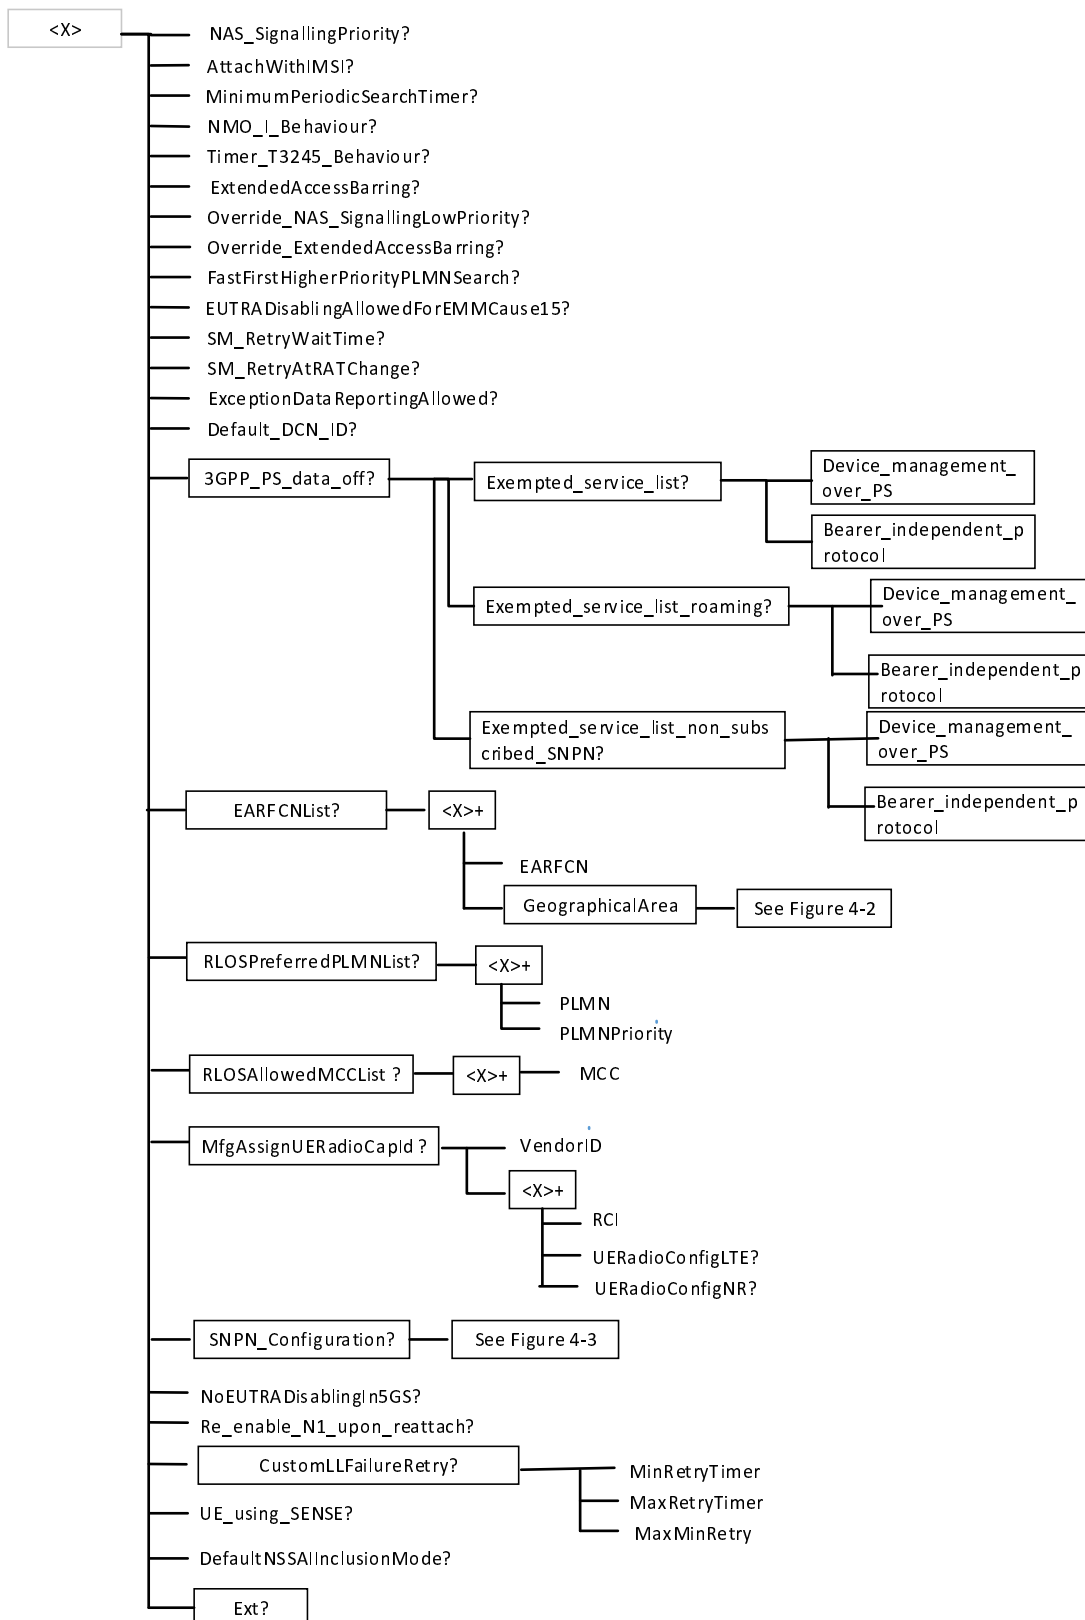 <X>
NAS_SignallingPriority?
AttachWithIMSI?
MinimumPeriodicSearchTimer?
NMO_I_Behaviour?
Timer_T3245_Behaviour?
ExtendedAccessBarring?
Override_NAS_SignallingLowPriority?
Override_ExtendedAccessBarring?
FastFirstHigherPriorityPLMNSearch?
EUTRADisablingAllowedForEMMCause15?
SM_RetryWaitTime?
SM_RetryAtRATChange?
ExceptionDataReportingAllowed?
Default_DCN_ID?
3GPP_PS_data_off?
Exempted_service_list?
Device_management_
over_PS
Bearer_independent_p
rotocol
Exempted_service_list_roaming?
Device_management_
over_PS
Bearer_independent_p
rotocol
Exempted_service_list_non_subs
cribed_SNPN?
Device_management_
over_PS
Bearer_independent_p
rotocol
EARFCNList?
<X>+
EARFCN
GeographicalArea
See Figure 4-2
RLOSPreferredPLMNList?
<X>+
PLMN
PLMNPriority
RLOSAllowedMCCList ?
<X>+
MCC
MfgAssignUERadioCapId ?
VendorID
<X>+
RCI
UERadioConfigLTE?
UERadioConfigNR?
SNPN_Configuration?
See Figure 4-3
NoEUTRADisablingIn5GS?
Re_enable_N1_upon_reattach?
CustomLLFailureRetry?
MinRetryTimer
MaxRetryTimer
MaxMinRetry
UE_using_SENSE?
DefaultNSSAIInclusionMode?
Ext?